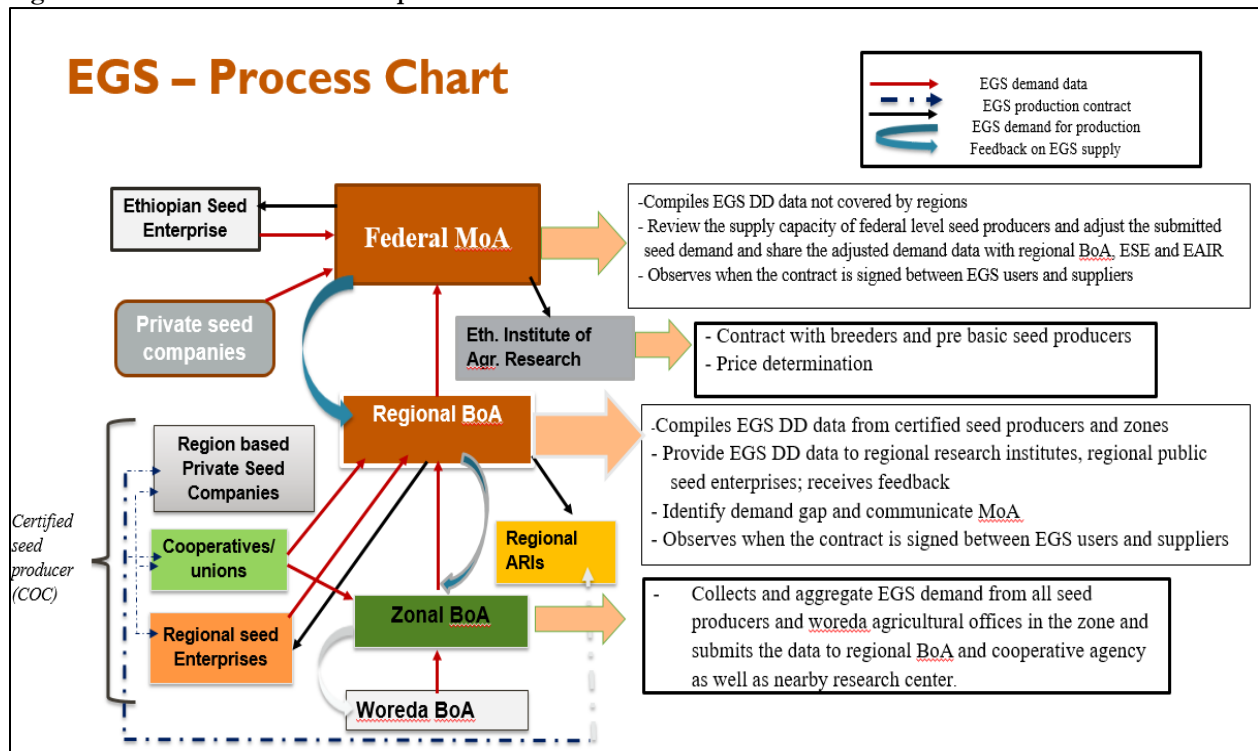 EGS – Process Chart
EGS demand data
EGS production contract
EGS demand for production
Feedback on EGS supply
Ethiopian Seed
Enterprise
Federal MoA
-Compiles EGS DD data not covered by regions
- Review the supply capacity of federal level seed producers and adjust the submitted
seed demand and share the adjusted demand data with regional BoA, ESE and EAIR
- Observes when the contract is signed between EGS users and suppliers
Private seed
companies
Eth. Institute of
Agr. Research
- Contract with breeders and pre basic seed producers
- Price determination
Regional BoA
-Compiles EGS DD data from certified seed producers and zones
- Provide EGS DD data to regional research institutes, regional public
seed enterprises; receives feedback
- Identify demand gap and communicate MoA
- Observes when the contract is signed between EGS users and suppliers
Region based
Private Seed
Companies
Certified
seed
producer
(COC)
Cooperatives/
unions
Regional
ARIs
Regional seed
Enterprises
Zonal BoA
- Collects and aggregate EGS demand from all seed
producers and woreda agricultural offices in the zone and
submits the data to regional BoA and cooperative agency
as well as nearby research center.
Woreda BoA